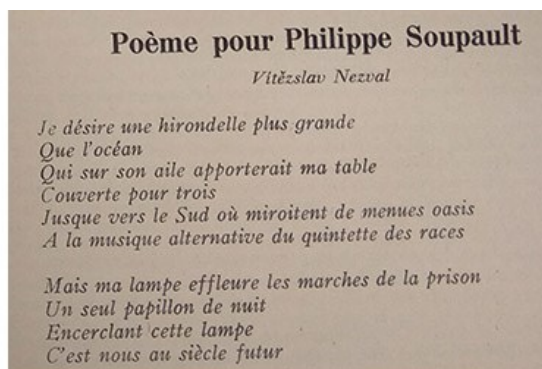 Poème pour Philippe Soupault
Vítězslav Nezval
Je désire une hirondelle plus grande
Que l'océan
Qui sur son aile apporterait ma table
Couverte pour trois
Jusque vers le Sud où miroitent de menues oasis
A la musique alternative du quintette des races
Mais ma lampe effleure les marches de la prison
Un seul papillon de nuit
Encerclant cette lampe
C'est nous au siècle futur